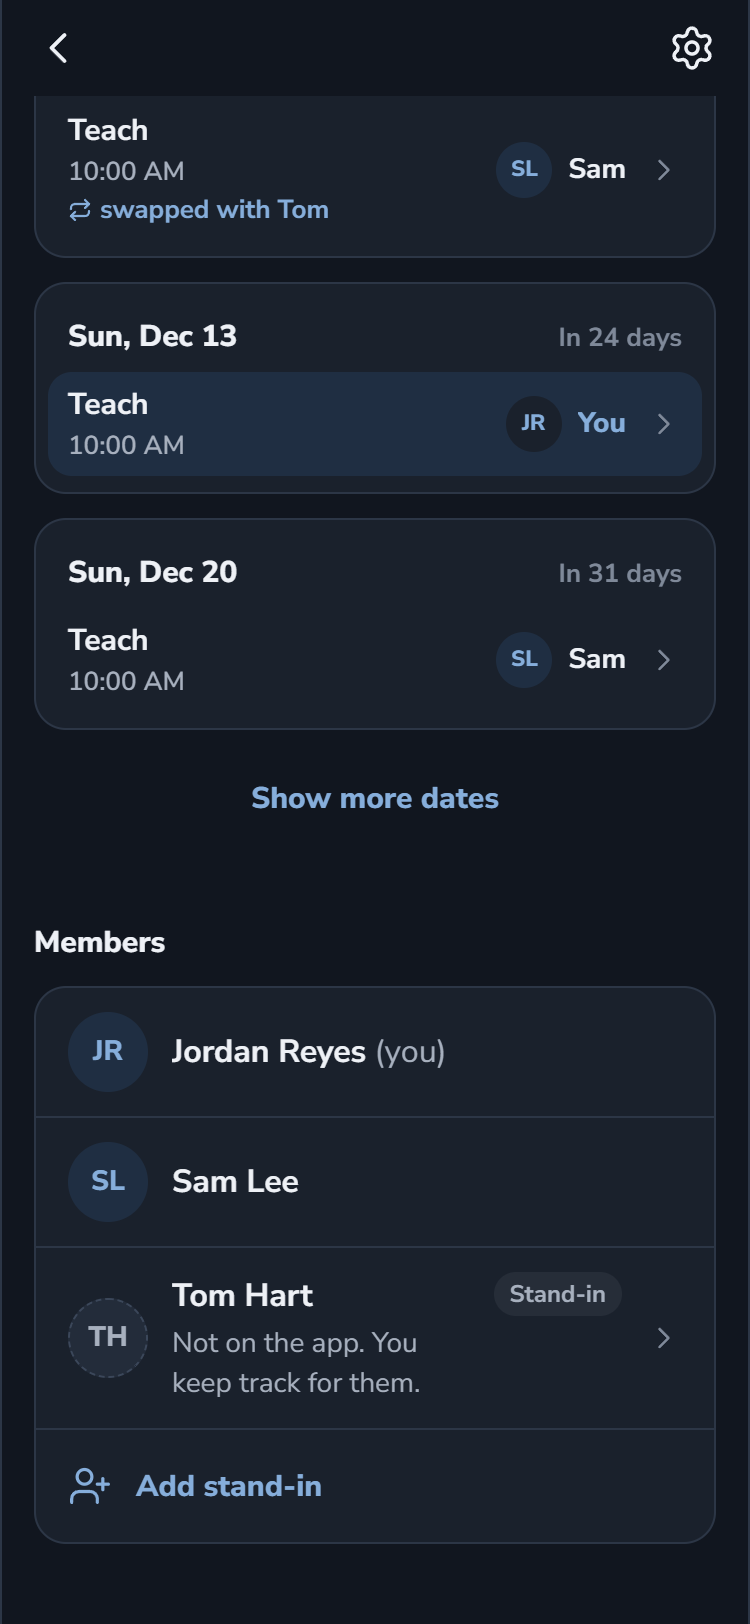 Teach
10:00 AM
SL Sam
swapped with Tom
Sun, Dec 13
In 24 days
Teach
10:00 AM
JR You
Sun, Dec 20
In 31 days
Teach
10:00 AM
SL Sam
Show more dates
Members
JR Jordan Reyes (you)
SL Sam Lee
TH Tom Hart
Stand-in
Not on the app. You
keep track for them.
Add stand-in